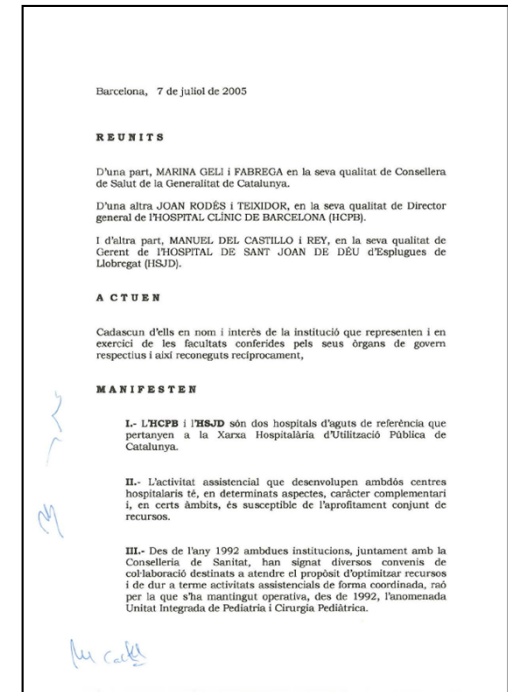 Barcelona, 7 de juliol de 2005
REUNITS
D'una part, MARINA GELI i FABREGA en la seva qualitat de Consellera
de Salut de la Generalitat de Catalunya.
D'una altra JOAN RODÉS i TEIXIDOR, en la seva qualitat de Director
general de l'HOSPITAL CLÍNIC DE BARCELONA (HCPB).
I d'altra part, MANUEL DEL CASTILLO i REY, en la seva qualitat de
Gerent de l'HOSPITAL DE SANT JOAN DE DÉU d'Esplugues de
Llobregat (HSJD).
ACTUEN
Cadascun d'ells en nom i interès de la institució que representen i en
exercici de les facultats conferides pels seus òrgans de govern
respectius i així reconeguts recíprocament,
MANIFESTEN
I.- L'HCPB i l'HSJD són dos hospitals d'aguts de referència que
pertanyen a la Xarxa Hospitalària d'Utilització Pública de
Catalunya.
II.- L'activitat assistencial que desenvolupen ambdós centres
hospitalaris té, en determinats aspectes, caràcter complementari
i, en certs àmbits, és susceptible de l'aprofitament conjunt de
recursos.
III.- Des de l'any 1992 ambdues institucions, juntament amb la
Conselleria de Sanitat, han signat diversos convenis de
col·laboració destinats a atendre el propòsit d'optimitzar recursos
i de dur a terme activitats assistencials de forma coordinada, raó
per la que s'ha mantingut operativa, des de 1992, l'anomenada
Unitat Integrada de Pediatria i Cirurgia Pediàtrica.